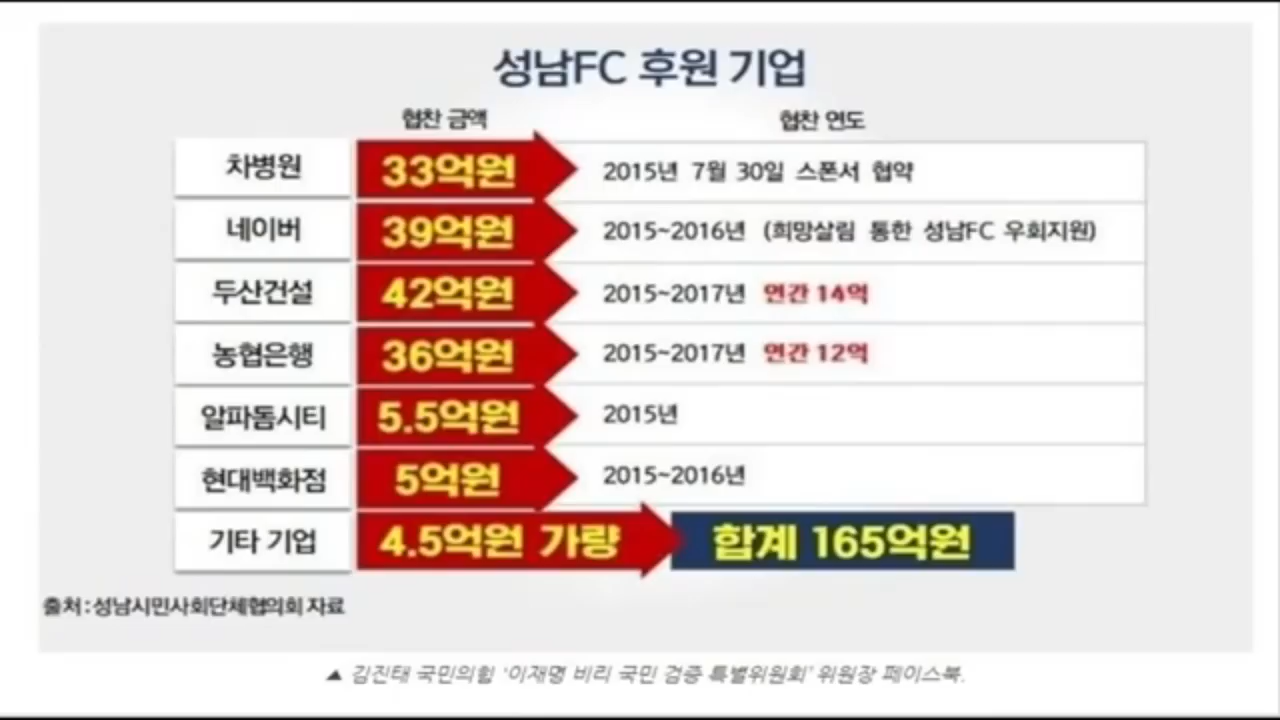 성남FC 후원 기업
협찬 금액 협찬 연도
차병원 33억원 2015년 7월 30일 스폰서 협약
네이버 39억원 2015~2016년 (희망살림 통한 성남FC 우회지원)
두산건설 42억원 2015~2017년 연간 14억
농협은행 36억원 2015~2017년 연간 12억
알파돔시티 5.5억원 2015년
현대백화점 5억원 2015~2016년
기타 기업 4.5억원 가량 합계 165억원
출처:성남시민사회단체협의회 자료
▲ 김진태 국민의힘 '이재명 비리 국민 검증 특별위원회' 위원장 페이스북.